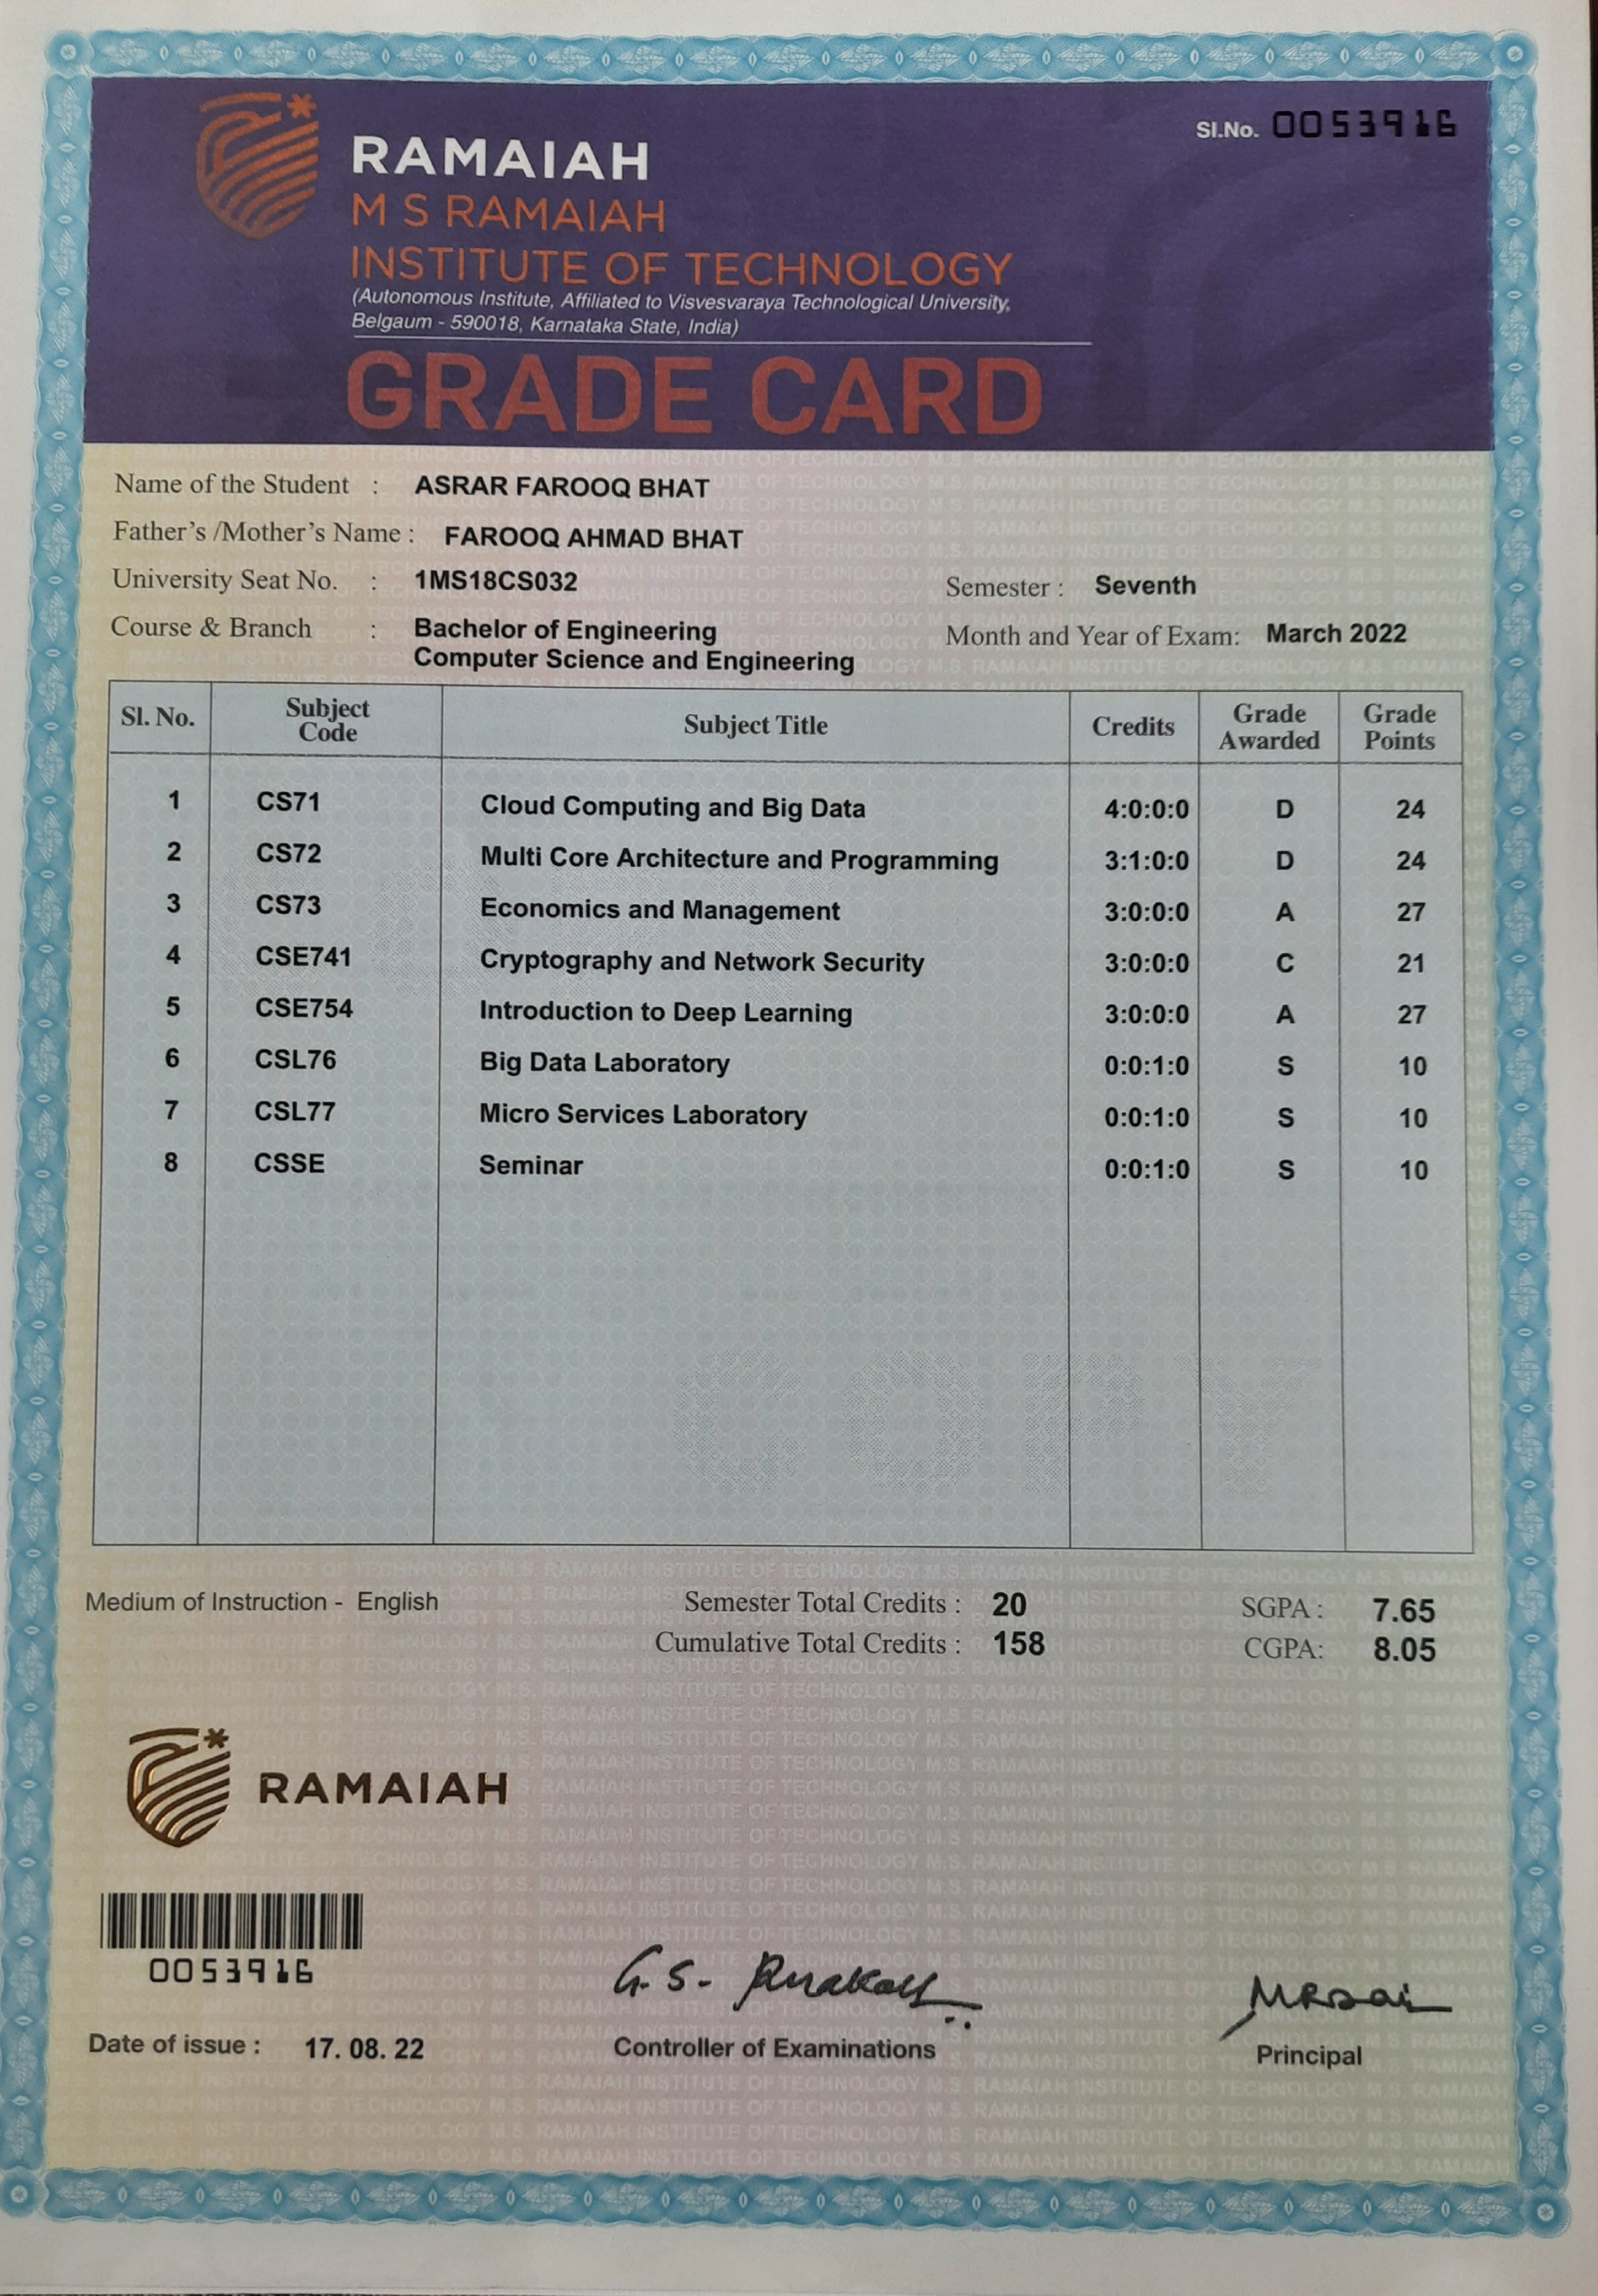 Sl.No. 0053916
RAMAIAH
M S RAMAIAH
INSTITUTE OF TECHNOLOGY
(Autonomous Institute, Affiliated to Visvesvaraya Technological University,
Belgaum - 590018, Karnataka State, India)
GRADE CARD
Name of the Student : ASRAR FAROOQ BHAT
Father's /Mother's Name : FAROOQ AHMAD BHAT
University Seat No. : 1MS18CS032 Semester : Seventh
Course & Branch : Bachelor of Engineering Month and Year of Exam: March 2022
Computer Science and Engineering
Sl. No. Subject Code Subject Title Credits Grade Awarded Grade Points
1 CS71 Cloud Computing and Big Data 4:0:0:0 D 24
2 CS72 Multi Core Architecture and Programming 3:1:0:0 D 24
3 CS73 Economics and Management 3:0:0:0 A 27
4 CSE741 Cryptography and Network Security 3:0:0:0 C 21
5 CSE754 Introduction to Deep Learning 3:0:0:0 A 27
6 CSL76 Big Data Laboratory 0:0:1:0 S 10
7 CSL77 Micro Services Laboratory 0:0:1:0 S 10
8 CSSE Seminar 0:0:1:0 S 10
COPY
Medium of Instruction - English Semester Total Credits : 20 SGPA : 7.65
Cumulative Total Credits : 158 CGPA: 8.05
RAMAIAH
0053916
G. S.
Date of issue : 17. 08. 22 Controller of Examinations Principal